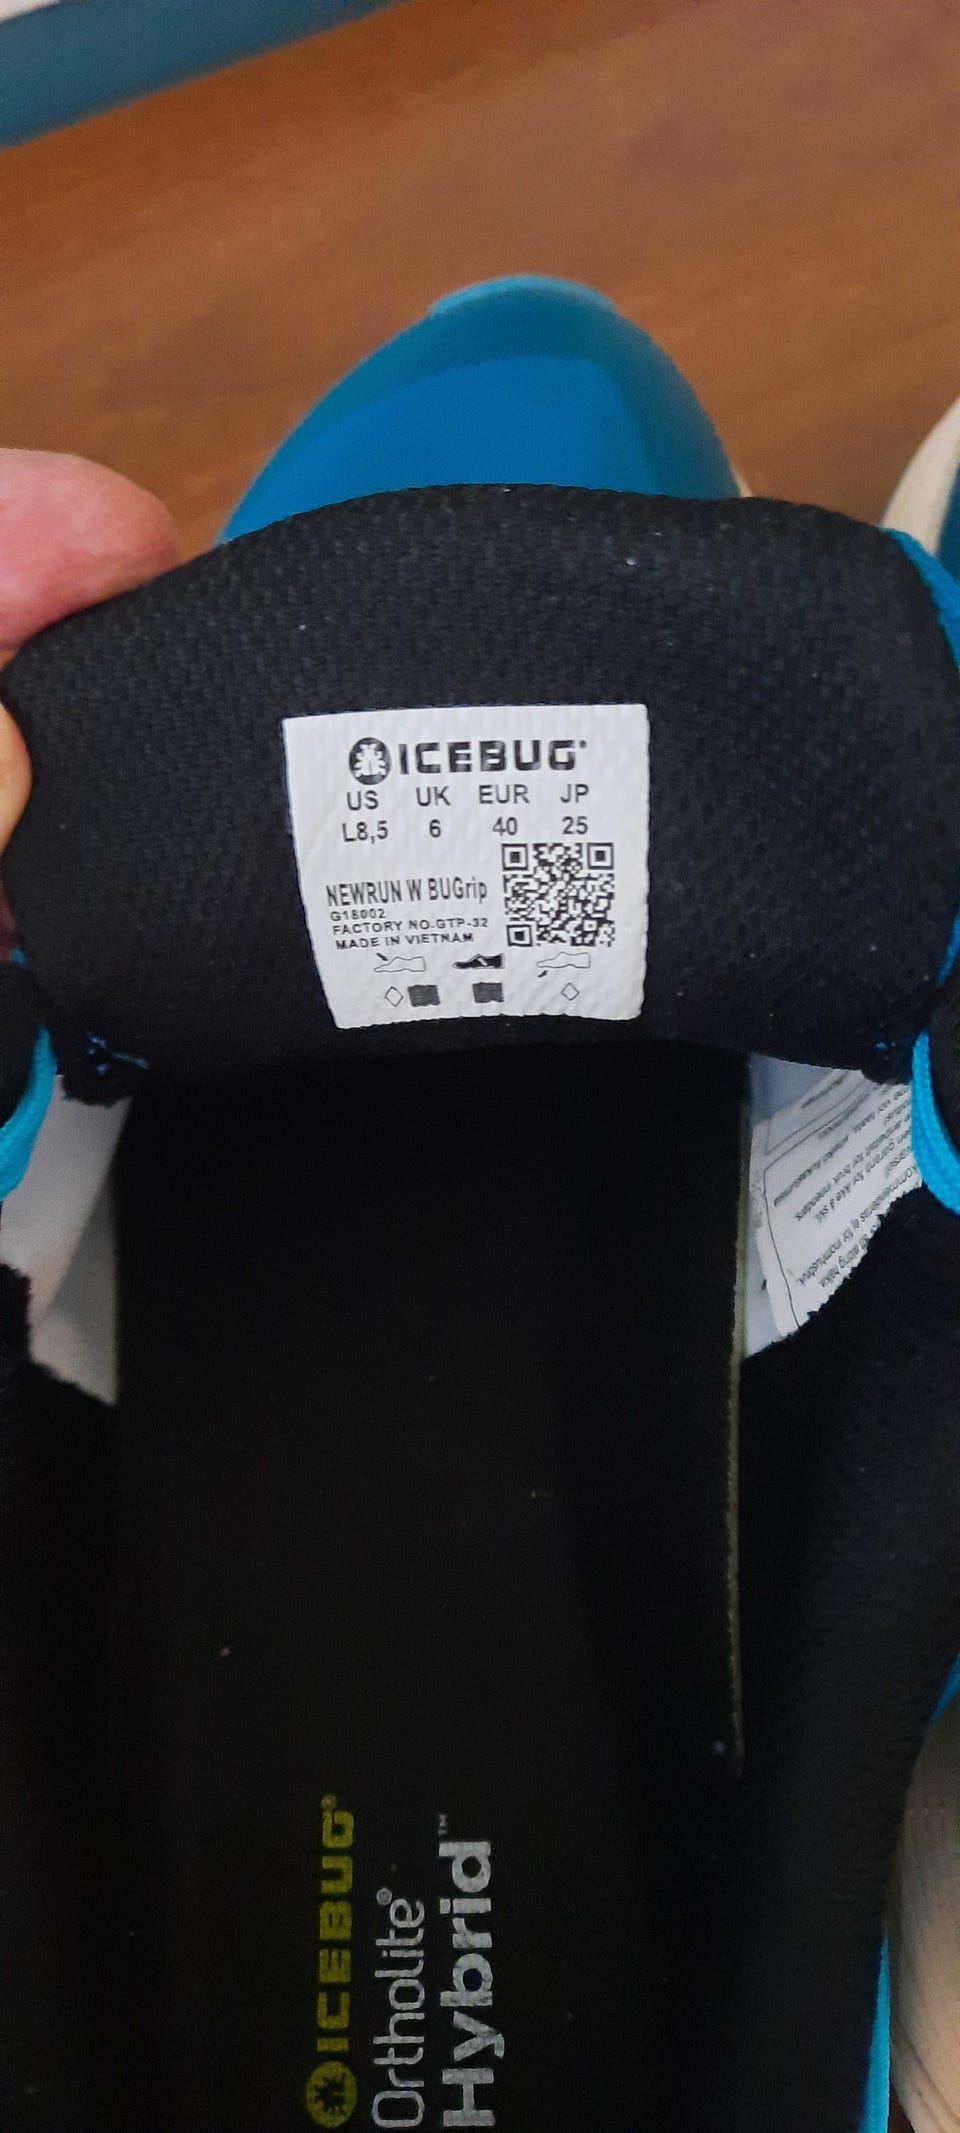 ICEBUG
US UK EUR JP
L8,5 6 40 25
NEWRUN W BUGrip
G18002
FACTORY NO.GTP-32
MADE IN VIETNAM
ICEBUG®
Ortholite®
Hybrid™